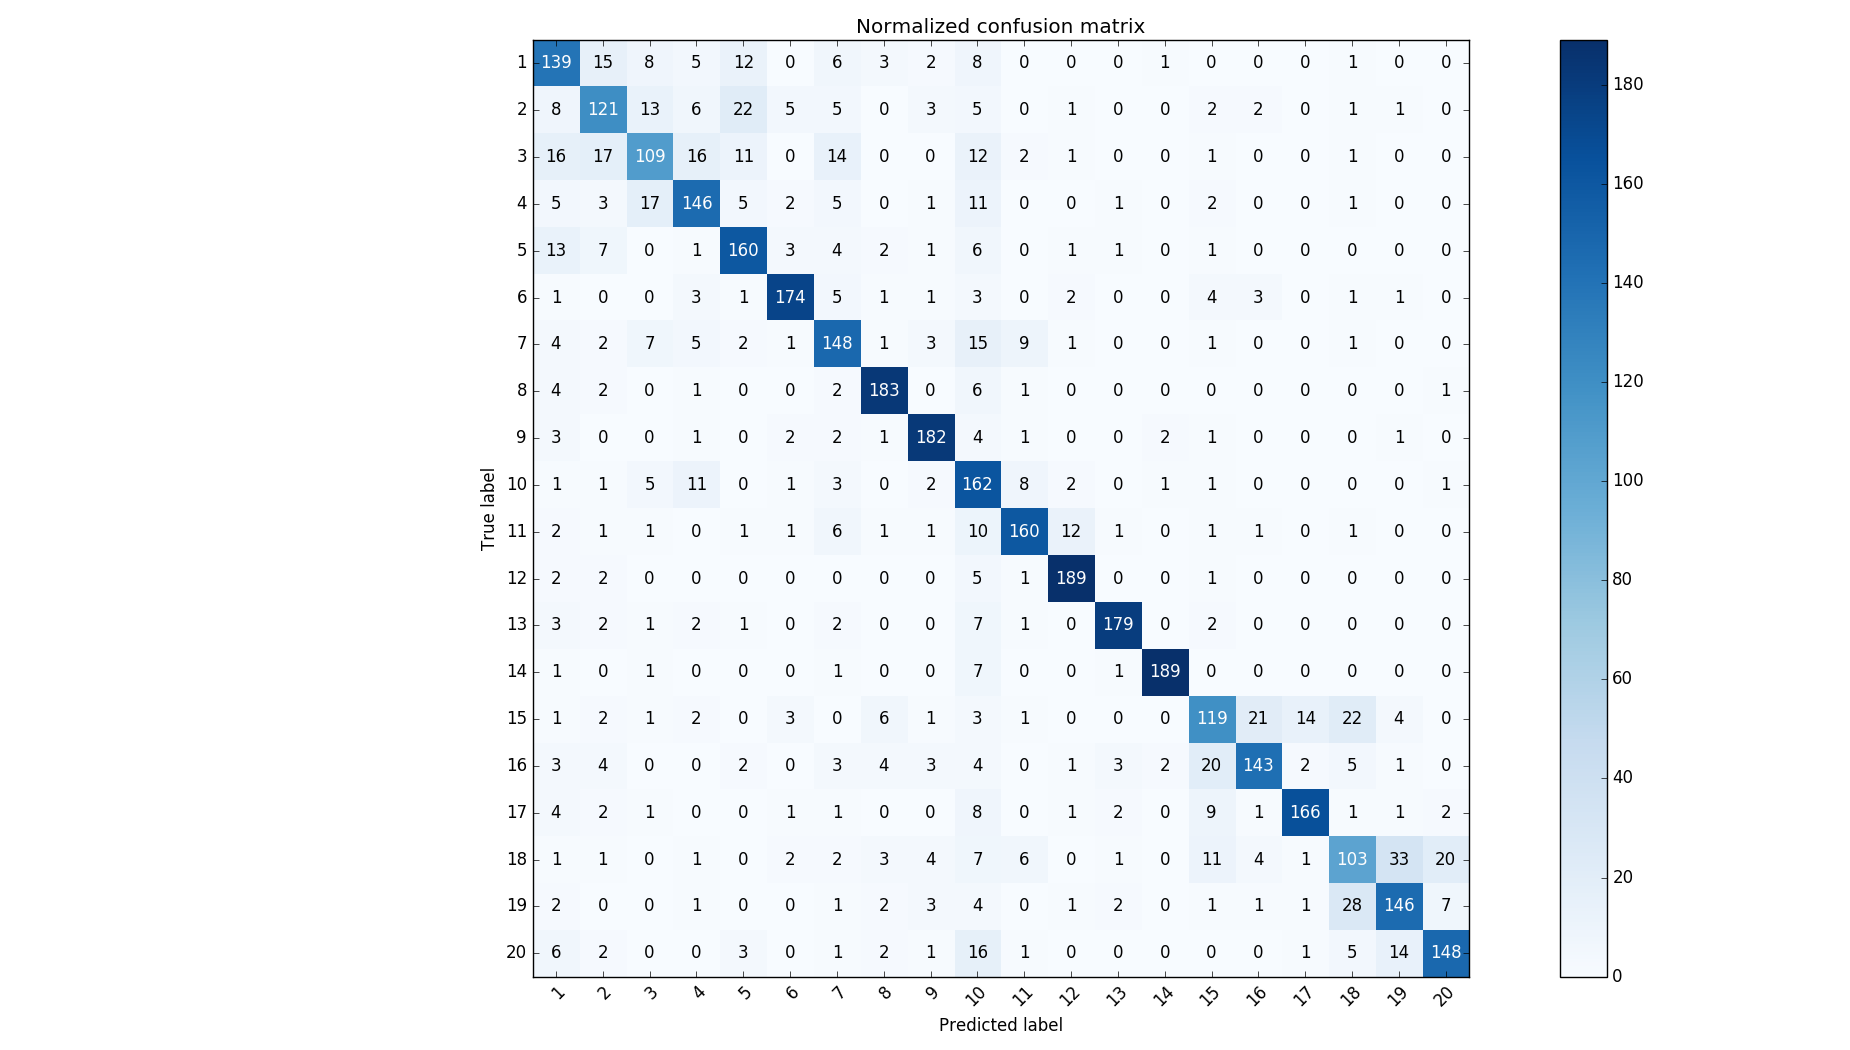 Normalized confusion matrix
1 139 15 8 5 12 0 6 3 2 8 0 0 0 1 0 0 0 1 0 0
2 8 121 13 6 22 5 5 0 3 5 0 1 0 0 2 2 0 1 1 0
3 16 17 109 16 11 0 14 0 0 12 2 1 0 0 1 0 0 1 0 0
4 5 3 17 146 5 2 5 0 1 11 0 0 1 0 2 0 0 1 0 0
5 13 7 0 1 160 3 4 2 1 6 0 1 1 0 1 0 0 0 0 0
6 1 0 0 3 1 174 5 1 1 3 0 2 0 0 4 3 0 1 1 0
7 4 2 7 5 2 1 148 1 3 15 9 1 0 0 1 0 0 1 0 0
8 4 2 0 1 0 0 2 183 0 6 1 0 0 0 0 0 0 0 0 1
9 3 0 0 1 0 2 2 1 182 4 1 0 0 2 1 0 0 0 1 0
10 1 1 5 11 0 1 3 0 2 162 8 2 0 1 1 0 0 0 0 1
11 2 1 1 0 1 1 6 1 1 10 160 12 1 0 1 1 0 1 0 0
12 2 2 0 0 0 0 0 0 0 5 1 189 0 0 1 0 0 0 0 0
13 3 2 1 2 1 0 2 0 0 7 1 0 179 0 2 0 0 0 0 0
14 1 0 1 0 0 0 1 0 0 7 0 0 1 189 0 0 0 0 0 0
15 1 2 1 2 0 3 0 6 1 3 1 0 0 0 119 21 14 22 4 0
16 3 4 0 0 2 0 3 4 3 4 0 1 3 2 20 143 2 5 1 0
17 4 2 1 0 0 1 1 0 0 8 0 1 2 0 9 1 166 1 1 2
18 1 1 0 1 0 2 2 3 4 7 6 0 1 0 11 4 1 103 33 20
19 2 0 0 1 0 0 1 2 3 4 0 1 2 0 1 1 1 28 146 7
20 6 2 0 0 3 0 1 2 1 16 1 0 0 0 0 0 1 5 14 148
1 2 3 4 5 6 7 8 9 10 11 12 13 14 15 16 17 18 19 20
True label
Predicted label
180
160
140
120
100
80
60
40
20
0